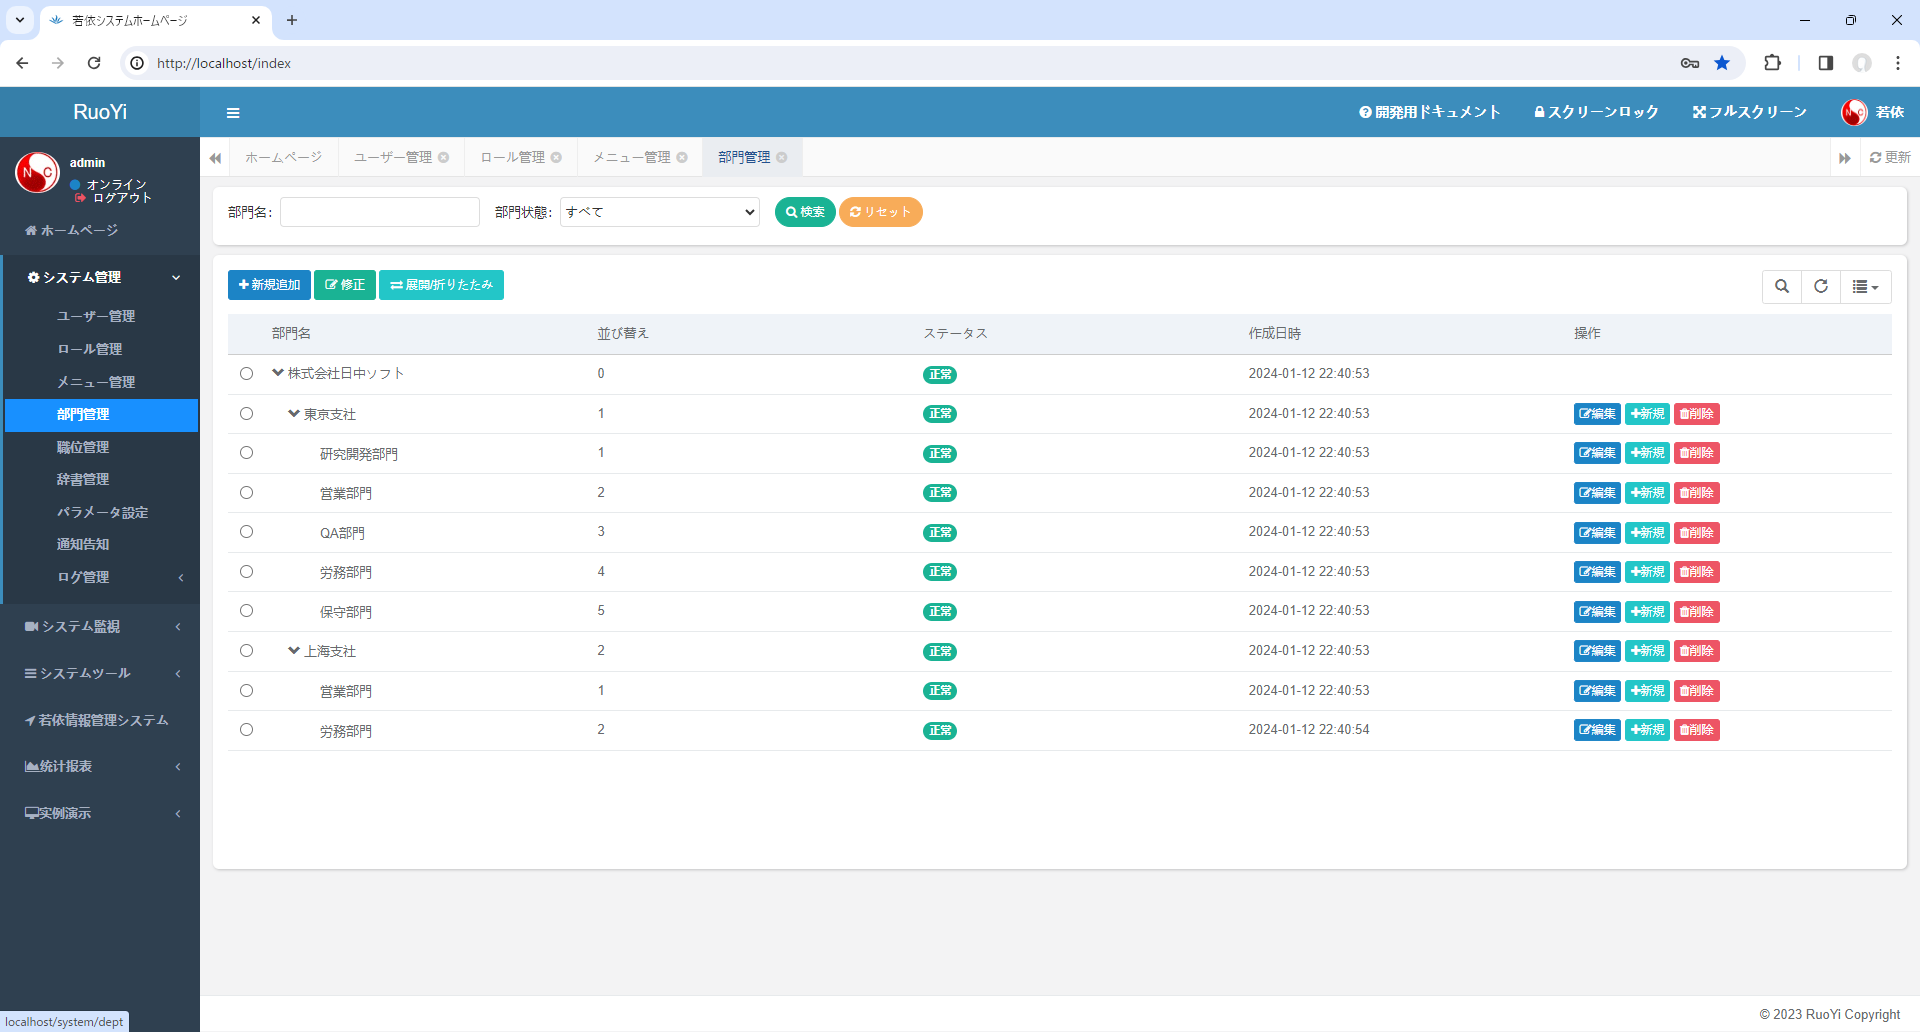 若依システムホームページ
http://localhost/index
RuoYi
開発用ドキュメント スクリーンロック フルスクリーン 若依
admin
オンライン
ログアウト
ホームページ ユーザー管理 ロール管理 メニュー管理 部門管理 更新
ホームページ
システム管理
ユーザー管理
ロール管理
メニュー管理
部門管理
職位管理
辞書管理
パラメータ設定
通知告知
ログ管理
システム監視
システムツール
若依情報管理システム
统计报表
实例演示
部門名: 部門状態: すべて 検索 リセット
新規追加 修正 展開/折りたたみ
部門名 並び替え ステータス 作成日時 操作
株式会社日中ソフト 0 正常 2024-01-12 22:40:53
東京支社 1 正常 2024-01-12 22:40:53 編集 新規 削除
研究開発部門 1 正常 2024-01-12 22:40:53 編集 新規 削除
営業部門 2 正常 2024-01-12 22:40:53 編集 新規 削除
QA部門 3 正常 2024-01-12 22:40:53 編集 新規 削除
労務部門 4 正常 2024-01-12 22:40:53 編集 新規 削除
保守部門 5 正常 2024-01-12 22:40:53 編集 新規 削除
上海支社 2 正常 2024-01-12 22:40:53 編集 新規 削除
営業部門 1 正常 2024-01-12 22:40:53 編集 新規 削除
労務部門 2 正常 2024-01-12 22:40:54 編集 新規 削除
© 2023 RuoYi Copyright
localhost/system/dept